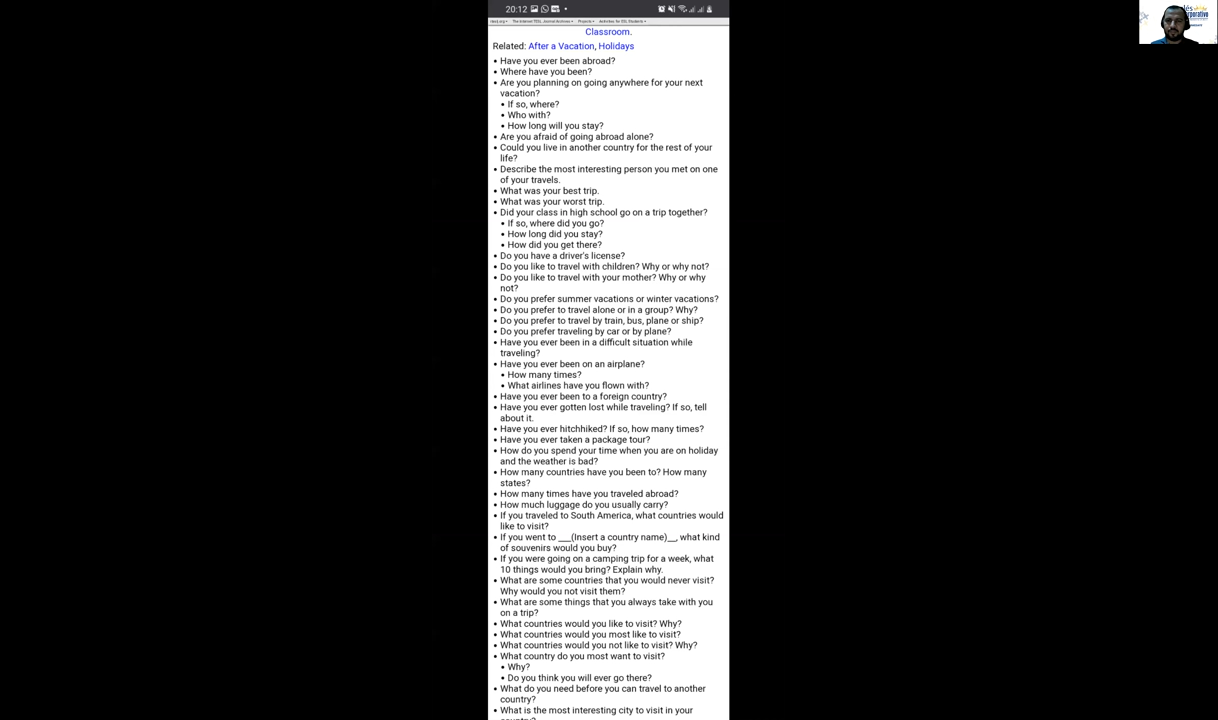 20:12
iteslj.org • The Internet TESL Journal Archives • Projects • Activities for ESL Students •
Classroom.
Related: After a Vacation, Holidays
• Have you ever been abroad?
• Where have you been?
• Are you planning on going anywhere for your next
vacation?
• If so, where?
• Who with?
• How long will you stay?
• Are you afraid of going abroad alone?
• Could you live in another country for the rest of your
life?
• Describe the most interesting person you met on one
of your travels.
• What was your best trip.
• What was your worst trip.
• Did your class in high school go on a trip together?
• If so, where did you go?
• How long did you stay?
• How did you get there?
• Do you have a driver's license?
• Do you like to travel with children? Why or why not?
• Do you like to travel with your mother? Why or why
not?
• Do you prefer summer vacations or winter vacations?
• Do you prefer to travel alone or in a group? Why?
• Do you prefer to travel by train, bus, plane or ship?
• Do you prefer traveling by car or by plane?
• Have you ever been in a difficult situation while
traveling?
• Have you ever been on an airplane?
• How many times?
• What airlines have you flown with?
• Have you ever been to a foreign country?
• Have you ever gotten lost while traveling? If so, tell
about it.
• Have you ever hitchhiked? If so, how many times?
• Have you ever taken a package tour?
• How do you spend your time when you are on holiday
and the weather is bad?
• How many countries have you been to? How many
states?
• How many times have you traveled abroad?
• How much luggage do you usually carry?
• If you traveled to South America, what countries would
like to visit?
• If you went to ___(Insert a country name)__, what kind
of souvenirs would you buy?
• If you were going on a camping trip for a week, what
10 things would you bring? Explain why.
• What are some countries that you would never visit?
Why would you not visit them?
• What are some things that you always take with you
on a trip?
• What countries would you like to visit? Why?
• What countries would you most like to visit?
• What countries would you not like to visit? Why?
• What country do you most want to visit?
• Why?
• Do you think you will ever go there?
• What do you need before you can travel to another
country?
• What is the most interesting city to visit in your
country?